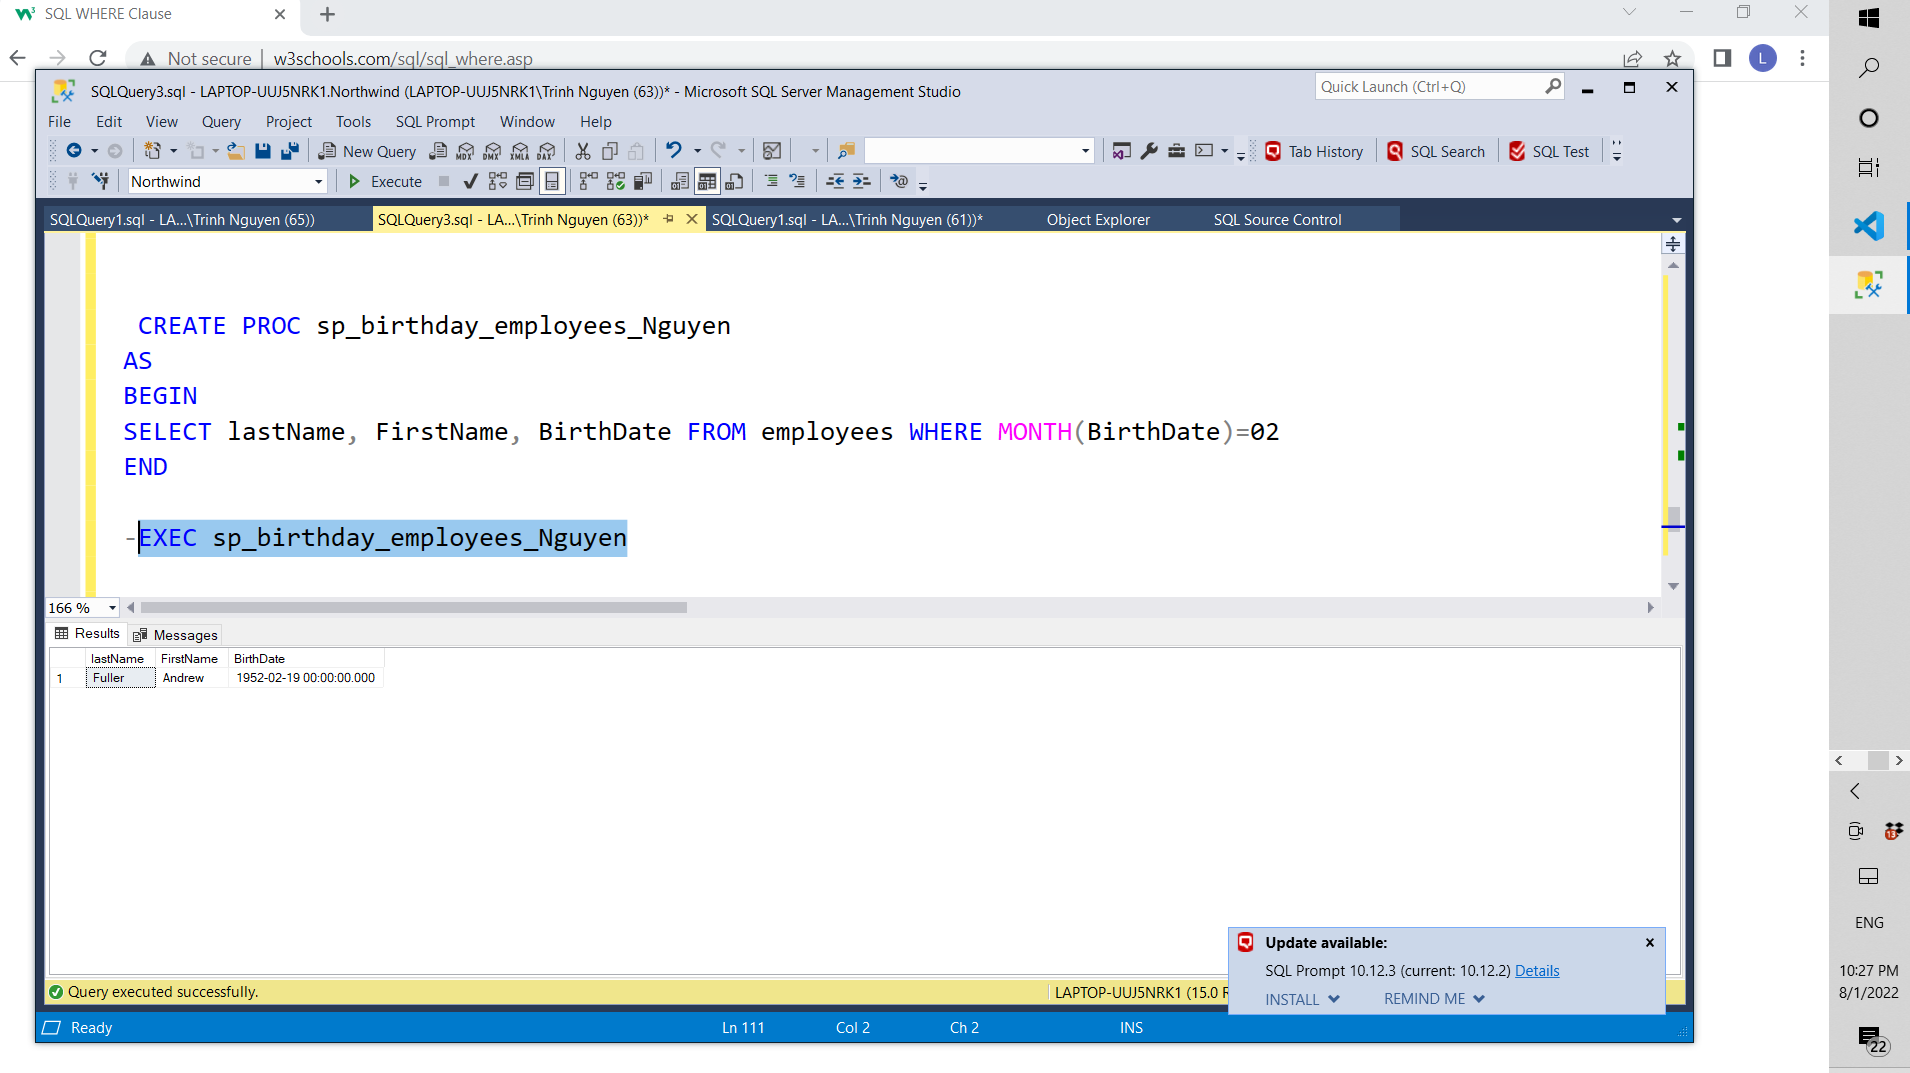 SQL WHERE Clause
Not secure | w3schools.com/sql/sql_where.asp
L
SQLQuery3.sql - LAPTOP-UUJ5NRK1.Northwind (LAPTOP-UUJ5NRK1\Trinh Nguyen (63))* - Microsoft SQL Server Management Studio
Quick Launch (Ctrl+Q)
File Edit View Query Project Tools SQL Prompt Window Help
New Query MDX DMX XMLA DAX Tab History SQL Search SQL Test
Northwind Execute
SQLQuery1.sql - LA...\Trinh Nguyen (65)) SQLQuery3.sql - LA...\Trinh Nguyen (63))* SQLQuery1.sql - LA...\Trinh Nguyen (61))* Object Explorer SQL Source Control
CREATE PROC sp_birthday_employees_Nguyen
AS
BEGIN
SELECT lastName, FirstName, BirthDate FROM employees WHERE MONTH(BirthDate)=02
END
-EXEC sp_birthday_employees_Nguyen
166 %
Results Messages
lastName FirstName BirthDate
1 Fuller Andrew 1952-02-19 00:00:00.000
Update available:
SQL Prompt 10.12.3 (current: 10.12.2) Details
INSTALL REMIND ME
Query executed successfully. LAPTOP-UUJ5NRK1 (15.0 R
Ready Ln 111 Col 2 Ch 2 INS
13
ENG
10:27 PM
8/1/2022
22